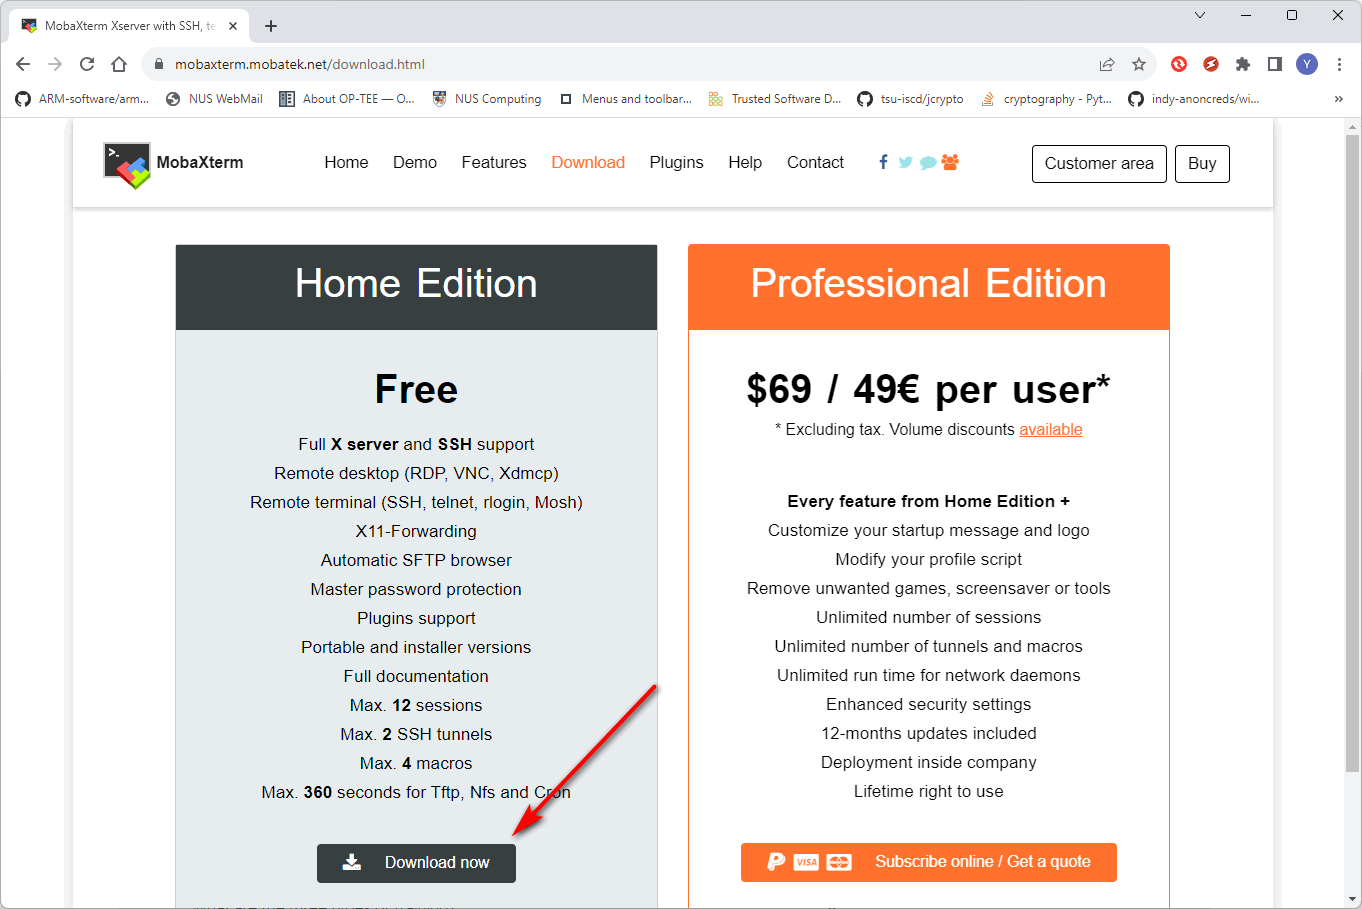 MobaXterm Xserver with SSH, te
mobaxterm.mobatek.net/download.html
Y
ARM-software/arm...
NUS WebMail
About OP-TEE — O...
NUS Computing
Menus and toolbar...
Trusted Software D...
tsu-iscd/jcrypto
cryptography - Pyt...
indy-anoncreds/wi...
»
MobaXterm
Home
Demo
Features
Download
Plugins
Help
Contact
Customer area
Buy
Home Edition
Free
Full X server and SSH support
Remote desktop (RDP, VNC, Xdmcp)
Remote terminal (SSH, telnet, rlogin, Mosh)
X11-Forwarding
Automatic SFTP browser
Master password protection
Plugins support
Portable and installer versions
Full documentation
Max. 12 sessions
Max. 2 SSH tunnels
Max. 4 macros
Max. 360 seconds for Tftp, Nfs and Cron
Download now
Professional Edition
$69 / 49€ per user*
* Excluding tax. Volume discounts available
Every feature from Home Edition +
Customize your startup message and logo
Modify your profile script
Remove unwanted games, screensaver or tools
Unlimited number of sessions
Unlimited number of tunnels and macros
Unlimited run time for network daemons
Enhanced security settings
12-months updates included
Deployment inside company
Lifetime right to use
VISA
Subscribe online / Get a quote